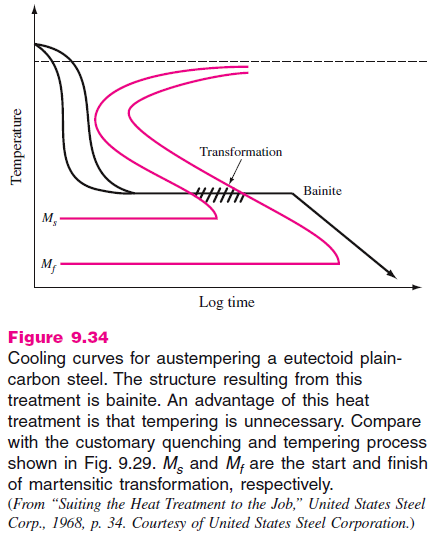 Temperature
Transformation
Bainite
Ms
Mf
Log time
Figure 9.34
Cooling curves for austempering a eutectoid plain-
carbon steel. The structure resulting from this
treatment is bainite. An advantage of this heat
treatment is that tempering is unnecessary. Compare
with the customary quenching and tempering process
shown in Fig. 9.29. Ms and Mf are the start and finish
of martensitic transformation, respectively.
(From “Suiting the Heat Treatment to the Job,” United States Steel
Corp., 1968, p. 34. Courtesy of United States Steel Corporation.)